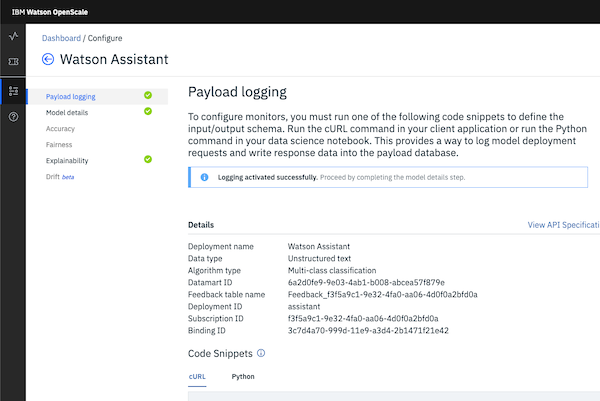 IBM Watson OpenScale
Dashboard / Configure
Watson Assistant
Payload logging
Model details
Accuracy
Fairness
Explainability
Drift beta
Payload logging
To configure monitors, you must run one of the following code snippets to define the
input/output schema. Run the cURL command in your client application or run the Python
command in your data science notebook. This provides a way to log model deployment
requests and write response data into the payload database.
Logging activated successfully. Proceed by completing the model details step.
Details View API Specificati
Deployment name Watson Assistant
Data type Unstructured text
Algorithm type Multi-class classification
Datamart ID 6a2d0fe9-9e03-4ab1-b008-abcea57f879e
Feedback table name Feedback_f3f5a9c1-9e32-4fa0-aa06-4d0f0a2bfd0a
Deployment ID assistant
Subscription ID f3f5a9c1-9e32-4fa0-aa06-4d0f0a2bfd0a
Binding ID 3c7d4a70-999d-11e9-a3d4-2b1471f21e42
Code Snippets
cURL Python